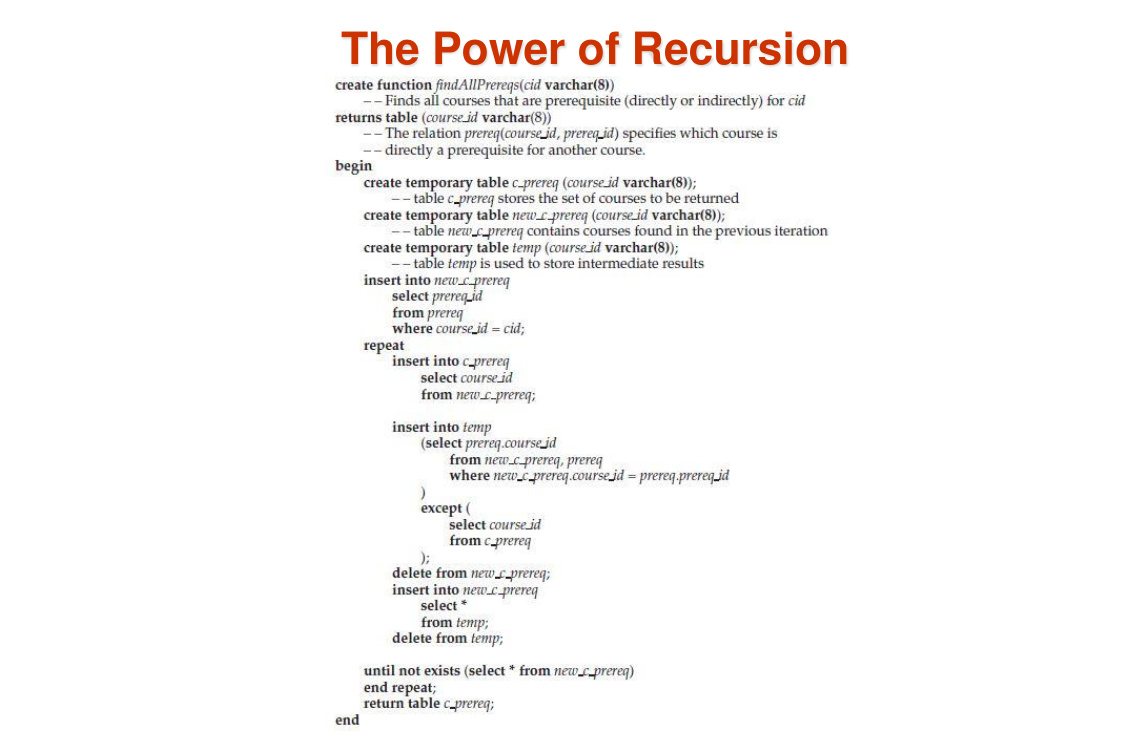 The Power of Recursion
create function findAllPrereqs(cid varchar(8))
– – Finds all courses that are prerequisite (directly or indirectly) for cid
returns table (course_id varchar(8))
– – The relation prereq(course_id, prereq_id) specifies which course is
– – directly a prerequisite for another course.
begin
create temporary table c_prereq (course_id varchar(8));
– – table c_prereq stores the set of courses to be returned
create temporary table new_c_prereq (course_id varchar(8));
– – table new_c_prereq contains courses found in the previous iteration
create temporary table temp (course_id varchar(8));
– – table temp is used to store intermediate results
insert into new_c_prereq
select prereq_id
from prereq
where course_id = cid;
repeat
insert into c_prereq
select course_id
from new_c_prereq;
insert into temp
(select prereq.course_id
from new_c_prereq, prereq
where new_c_prereq.course_id = prereq.prereq_id
)
except (
select course_id
from c_prereq
);
delete from new_c_prereq;
insert into new_c_prereq
select *
from temp;
delete from temp;
until not exists (select * from new_c_prereq)
end repeat;
return table c_prereq;
end